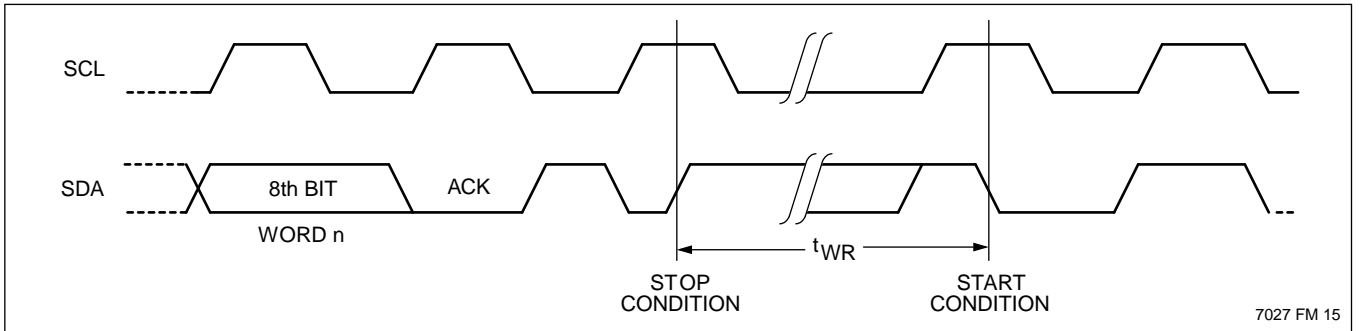 SCL
SDA
8th BIT
ACK
WORD n
tWR
STOP
CONDITION
START
CONDITION
7027 FM 15